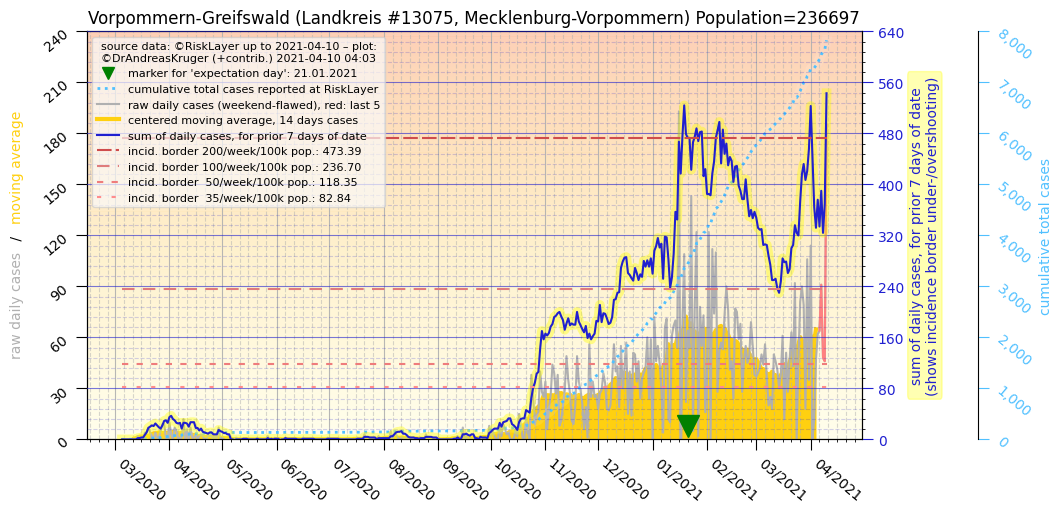 Vorpommern-Greifswald (Landkreis #13075, Mecklenburg-Vorpommern) Population=236697
source data: ©RiskLayer up to 2021-04-10 – plot:
©DrAndreasKruger (+contrib.) 2021-04-10 04:03
marker for 'expectation day': 21.01.2021
cumulative total cases reported at RiskLayer
raw daily cases (weekend-flawed), red: last 5
centered moving average, 14 days cases
sum of daily cases, for prior 7 days of date
incid. border 200/week/100k pop.: 473.39
incid. border 100/week/100k pop.: 236.70
incid. border  50/week/100k pop.: 118.35
incid. border  35/week/100k pop.: 82.84
raw daily cases / moving average
240
210
180
150
120
90
60
30
0
640
560
480
400
320
240
160
80
0
sum of daily cases, for prior 7 days of date
(shows incidence border under-/overshooting)
8,000
7,000
6,000
5,000
4,000
3,000
2,000
1,000
0
cumulative total cases
03/2020
04/2020
05/2020
06/2020
07/2020
08/2020
09/2020
10/2020
11/2020
12/2020
01/2021
02/2021
03/2021
04/2021